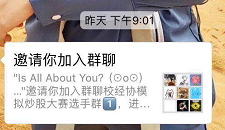 昨天 下午9:01
邀请你加入群聊
"Is All About You? (⊙o⊙)
..."邀请你加入群聊校经协模
拟炒股大赛选手群1️⃣，进...